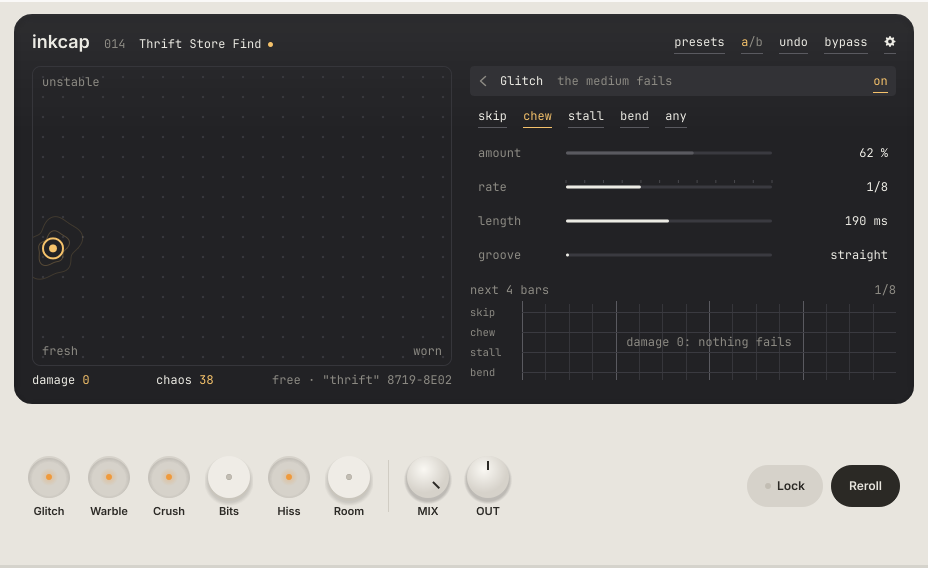 inkcap 014 Thrift Store Find
presets a/b undo bypass
unstable
fresh worn
damage 0 chaos 38 free · "thrift" 8719-8E02
Glitch the medium fails on
skip chew stall bend any
amount 62 %
rate 1/8
length 190 ms
groove straight
next 4 bars 1/8
skip
chew
damage 0: nothing fails
stall
bend
Glitch Warble Crush Bits Hiss Room MIX OUT
Lock Reroll